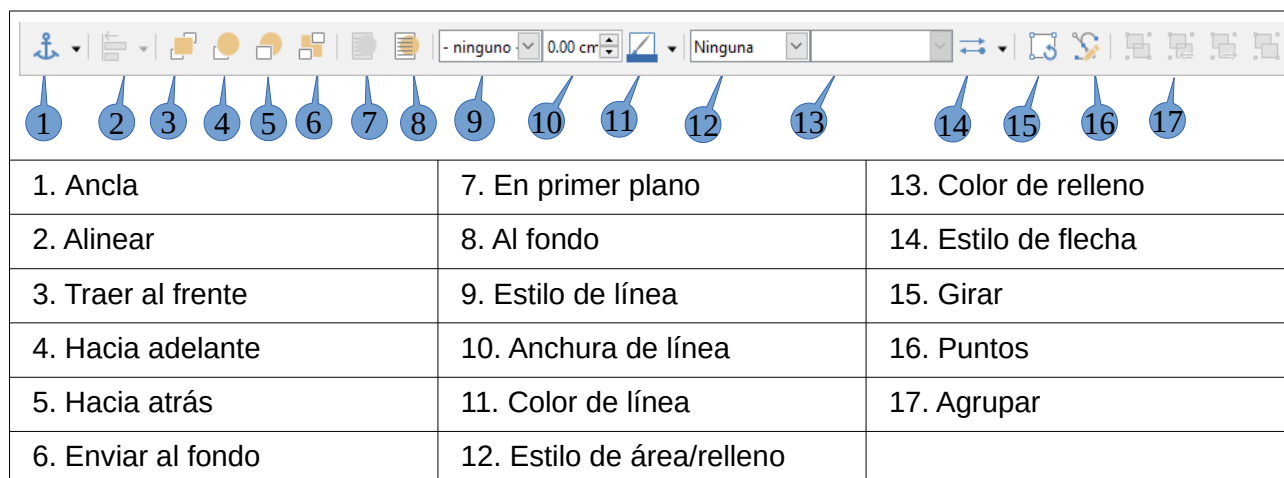 - ninguno - 0.00 cm Ninguna
1 2 3 4 5 6 7 8 9 10 11 12 13 14 15 16 17
1. Ancla 7. En primer plano 13. Color de relleno
2. Alinear 8. Al fondo 14. Estilo de flecha
3. Traer al frente 9. Estilo de línea 15. Girar
4. Hacia adelante 10. Anchura de línea 16. Puntos
5. Hacia atrás 11. Color de línea 17. Agrupar
6. Enviar al fondo 12. Estilo de área/relleno